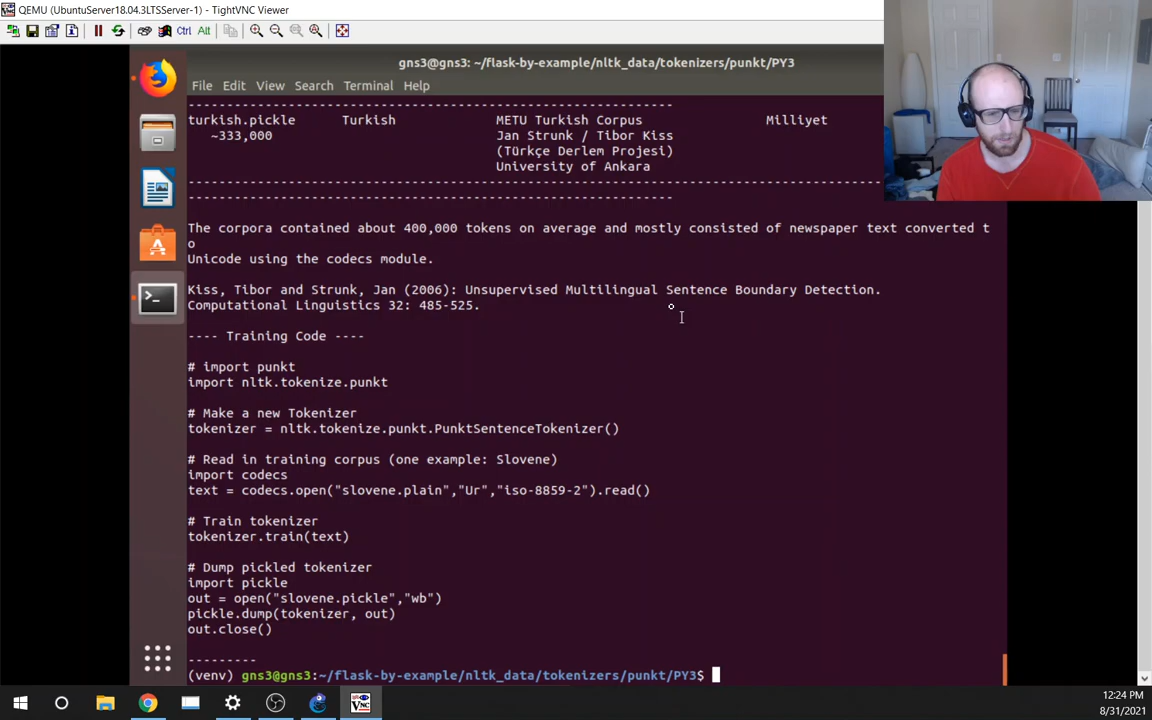 QEMU (UbuntuServer18.04.3LTSServer-1) - TightVNC Viewer
Ctrl Alt
gns3@gns3: ~/flask-by-example/nltk_data/tokenizers/punkt/PY3
File Edit View Search Terminal Help
---------------------------------------------------------------
turkish.pickle Turkish METU Turkish Corpus Milliyet
~333,000 Jan Strunk / Tibor Kiss
(Türkçe Derlem Projesi)
University of Ankara
------------------------------------------------------------------------------------------
---------------------------------------------------------------
The corpora contained about 400,000 tokens on average and mostly consisted of newspaper text converted t
o
Unicode using the codecs module.
Kiss, Tibor and Strunk, Jan (2006): Unsupervised Multilingual Sentence Boundary Detection.
Computational Linguistics 32: 485-525.
---- Training Code ----
# import punkt
import nltk.tokenize.punkt
# Make a new Tokenizer
tokenizer = nltk.tokenize.punkt.PunktSentenceTokenizer()
# Read in training corpus (one example: Slovene)
import codecs
text = codecs.open("slovene.plain","Ur","iso-8859-2").read()
# Train tokenizer
tokenizer.train(text)
# Dump pickled tokenizer
import pickle
out = open("slovene.pickle","wb")
pickle.dump(tokenizer, out)
out.close()
---------
(venv) gns3@gns3:~/flask-by-example/nltk_data/tokenizers/punkt/PY3$
12:24 PM
8/31/2021